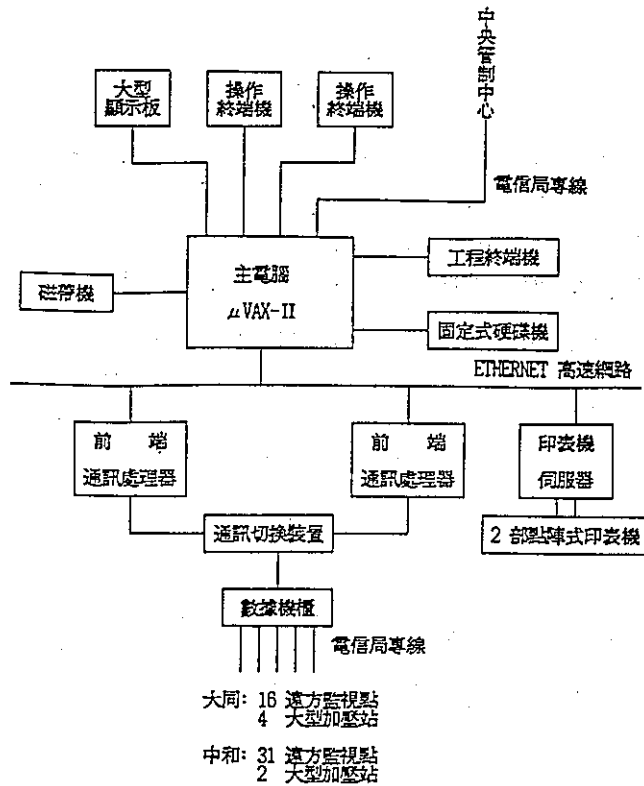 中央管制中心
大型
顯示板
操作
終端機
操作
終端機
電信局專線
主電腦
μVAX-II
工程終端機
磁帶機
固定式硬碟機
ETHERNET 高速網路
前 端
通訊處理器
前 端
通訊處理器
印表機
伺服器
通訊切換裝置
2 部點陣式印表機
數據機櫃
電信局專線
大同: 16 遠方監視點
4 大型加壓站
中和: 31 遠方監視點
2 大型加壓站